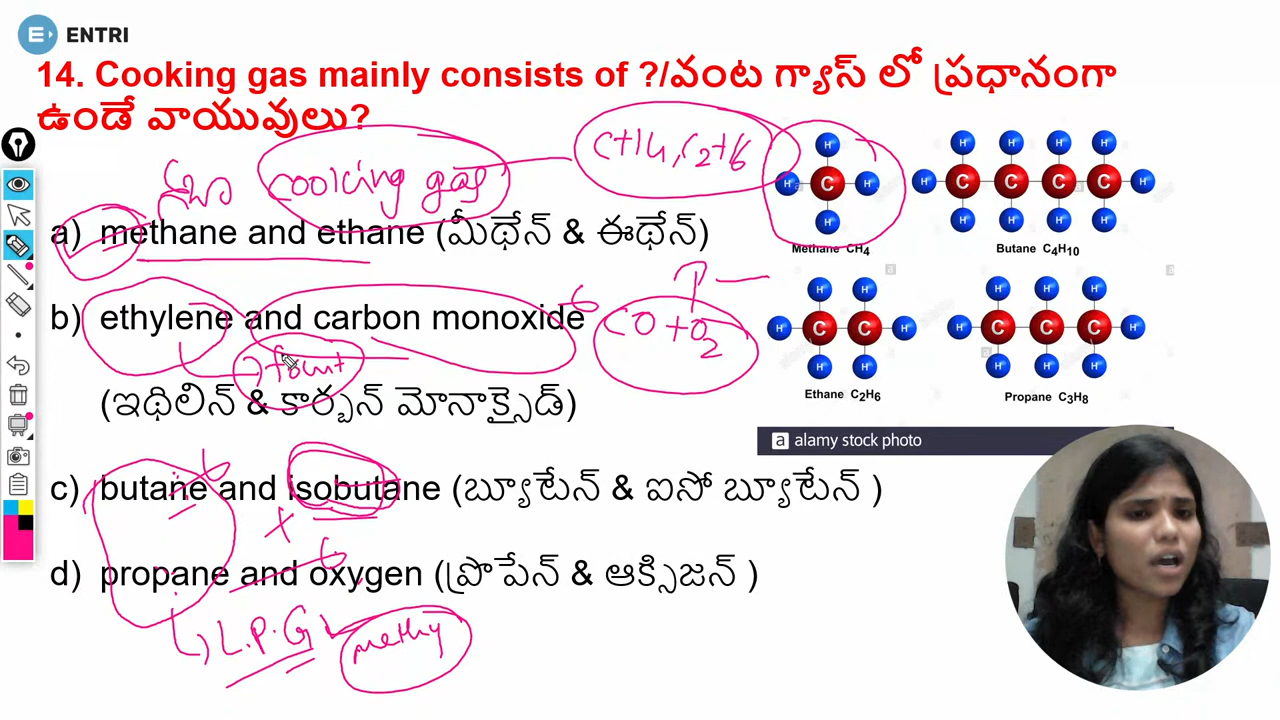 ENTRI
14. Cooking gas mainly consists of ?/వంట గ్యాస్ లో ప్రధానంగా
ఉండే వాయువులు?
cooking gas
CH4, C2H6
a) methane and ethane (మీథేన్ & ఈథేన్)
b) ethylene and carbon monoxide
CO + O2
(ఇథిలిన్ & కార్బన్ మోనాక్సైడ్)
c) butane and isobutane (బ్యూటేన్ & ఐసో బ్యూటేన్ )
d) propane and oxygen (ప్రొపేన్ & ఆక్సిజన్ )
L.P.G
methy
H
H C H
H
Methane CH4
H H H H
H C C C C H
H H H H
Butane C4H10
H H
H C C H
H H
Ethane C2H6
H H H
H C C C H
H H H
Propane C3H8
a alamy stock photo